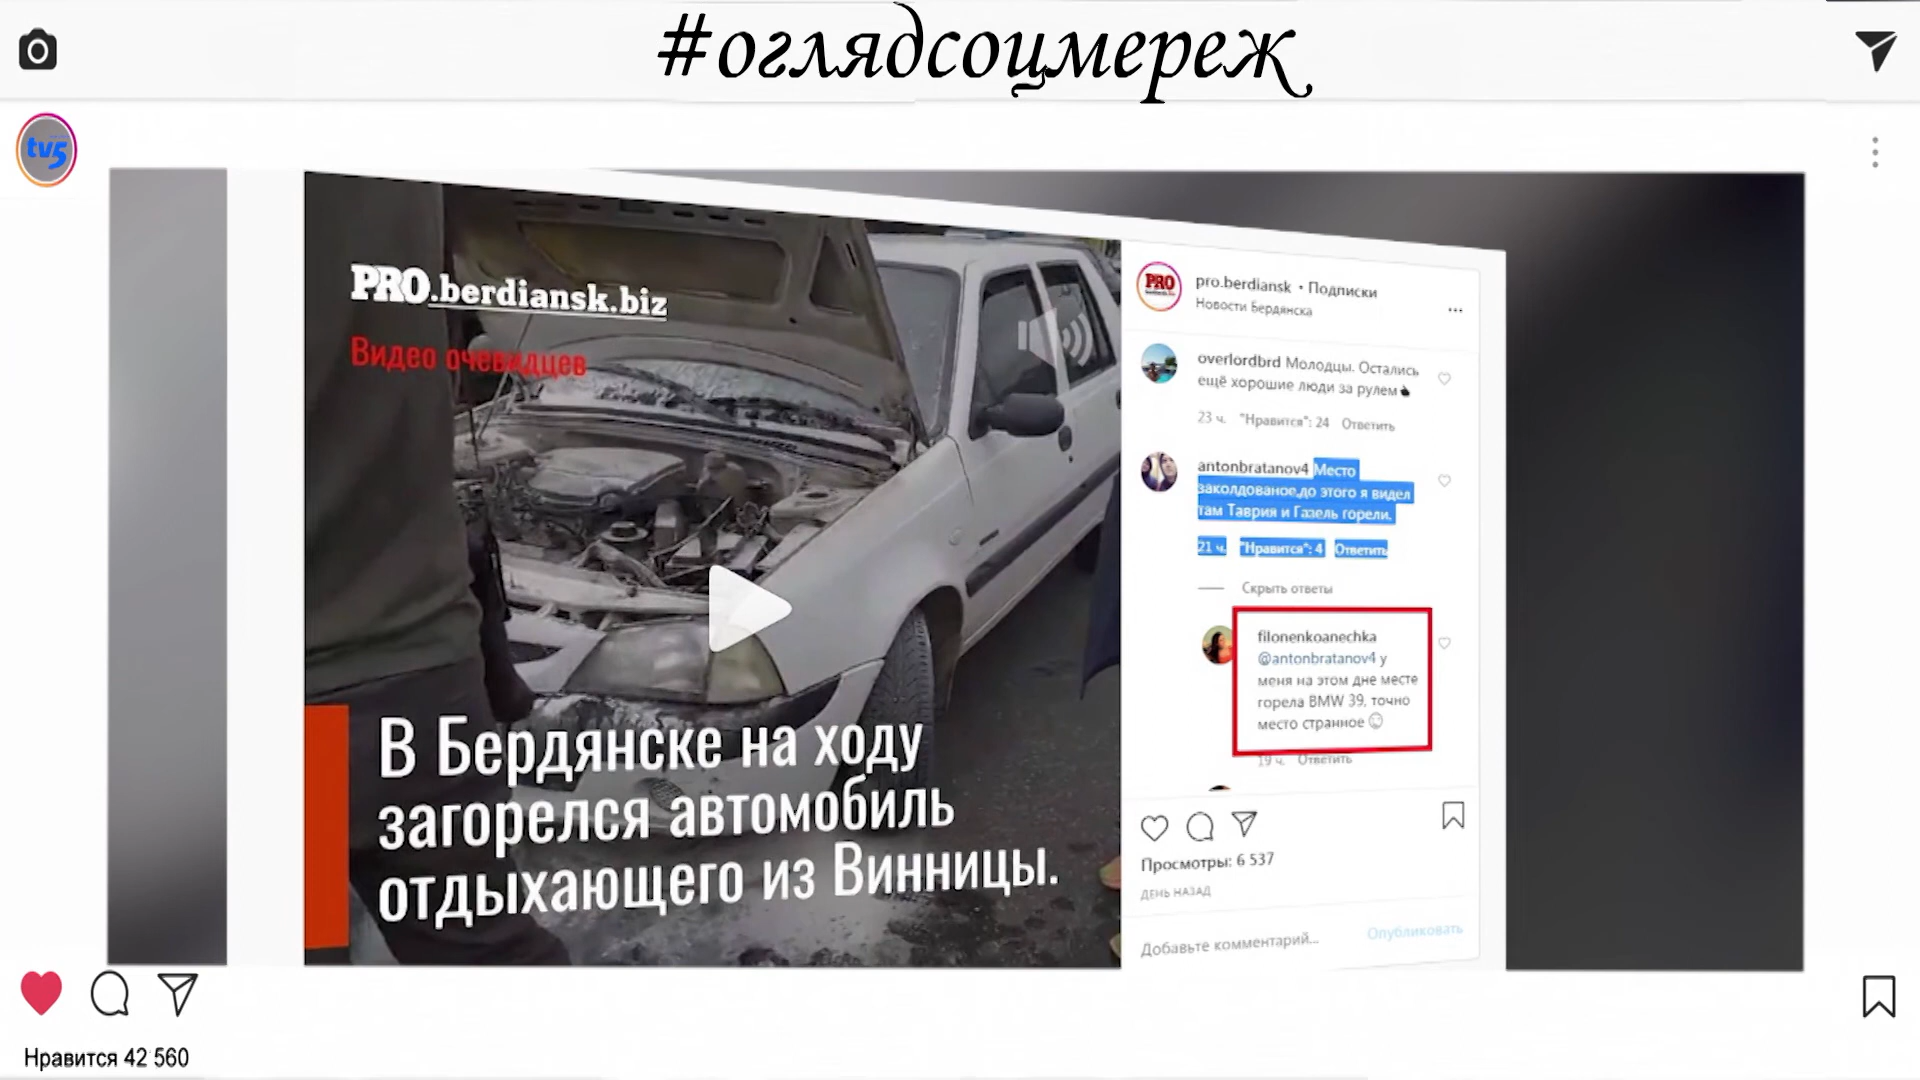 #оглядсоцмереж
tv5
PRO.berdiansk.biz
Видео очевидцев
В Бердянске на ходу
загорелся автомобиль
отдыхающего из Винницы.
PRO
pro.berdiansk • Подписки
Новости Бердянска
overlordbrd Молодцы. Остались
ещё хорошие люди за рулем
23 ч. "Нравится": 24 Ответить
antonbratanov4 Место
заколдованое,до этого я видел
там Таврия и Газель горели.
21 ч. "Нравится": 4 Ответить
Скрыть ответы
filonenkoanechka
@antonbratanov4 у
меня на этом дне месте
горела BMW 39, точно
место странное
19 ч. Ответить
Просмотры: 6 537
ДЕНЬ НАЗАД
Добавьте комментарий...
Опубликовать
Нравится 42 560